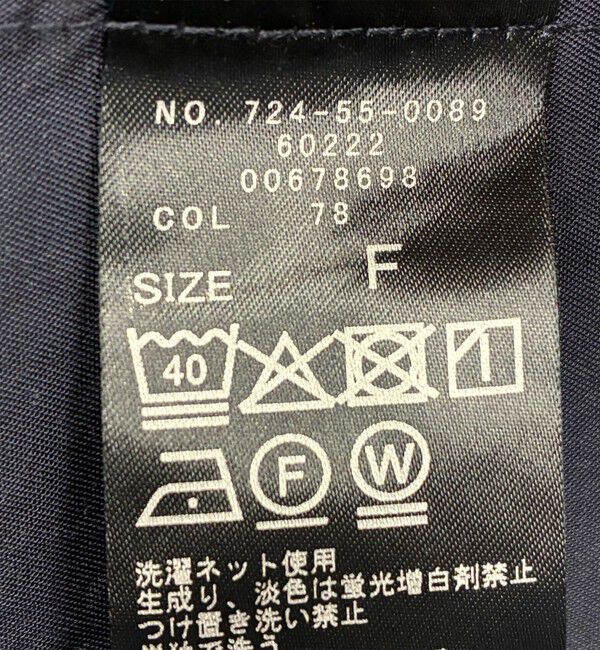 NO. 724-55-0089
60222
00678698
COL 78
SIZE F
40
F W
洗濯ネット使用
生成り、淡色は蛍光増白剤禁止
つけ置き洗い禁止